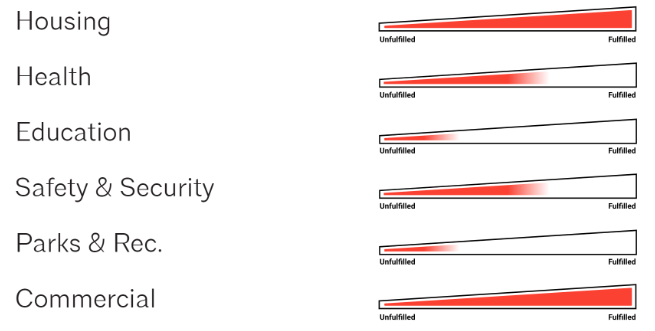 Housing
Unfulfilled Fulfilled
Health
Unfulfilled Fulfilled
Education
Unfulfilled Fulfilled
Safety & Security
Unfulfilled Fulfilled
Parks & Rec.
Unfulfilled Fulfilled
Commercial
Unfulfilled Fulfilled